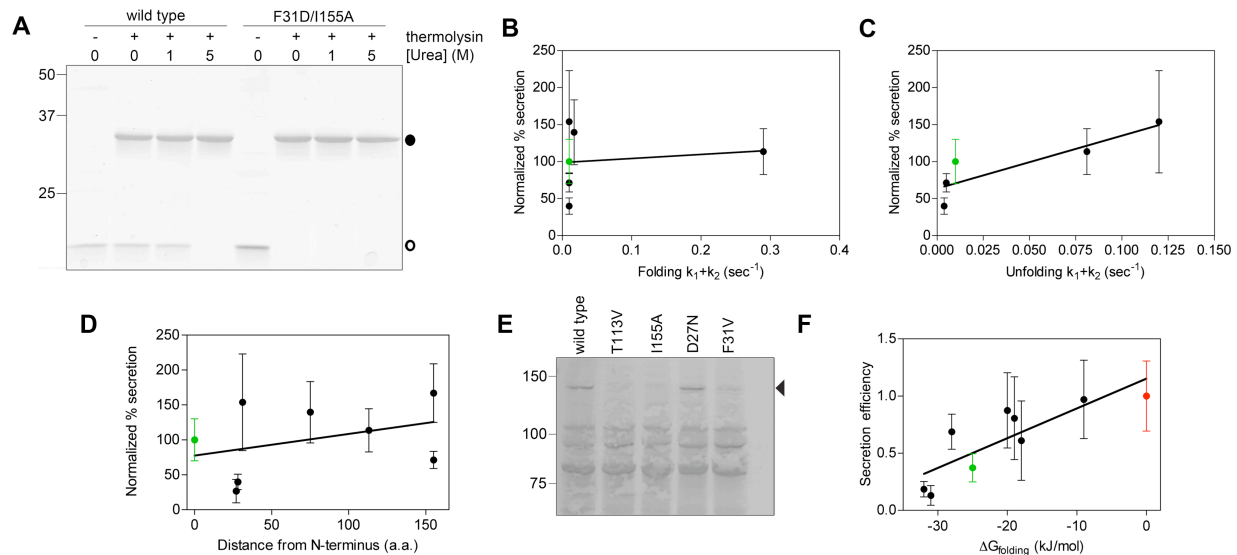 A
wild type F31D/I155A
- + + + - + + + thermolysin
0 0 1 5 0 0 1 5 [Urea] (M)
50
37
25
B
250
200
150
100
50
0
Normalized % secretion
0.0 0.1 0.2 0.3 0.4
Folding k₁+k₂ (sec⁻¹)
C
250
200
150
100
50
0
Normalized % secretion
0.000 0.025 0.050 0.075 0.100 0.125 0.150
Unfolding k₁+k₂ (sec⁻¹)
D
250
200
150
100
50
0
Normalized % secretion
0 50 100 150
Distance from N-terminus (a.a.)
E
wild type
T113V
I155A
D27N
F31V
150
100
75
F
1.5
1.0
0.5
0.0
Secretion efficiency
-30 -20 -10 0
ΔGfolding (kJ/mol)